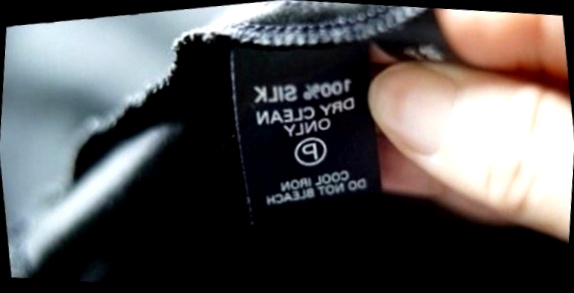 100% SILK
DRY CLEAN
ONLY
P
COOL IRON
DO NOT BLEACH